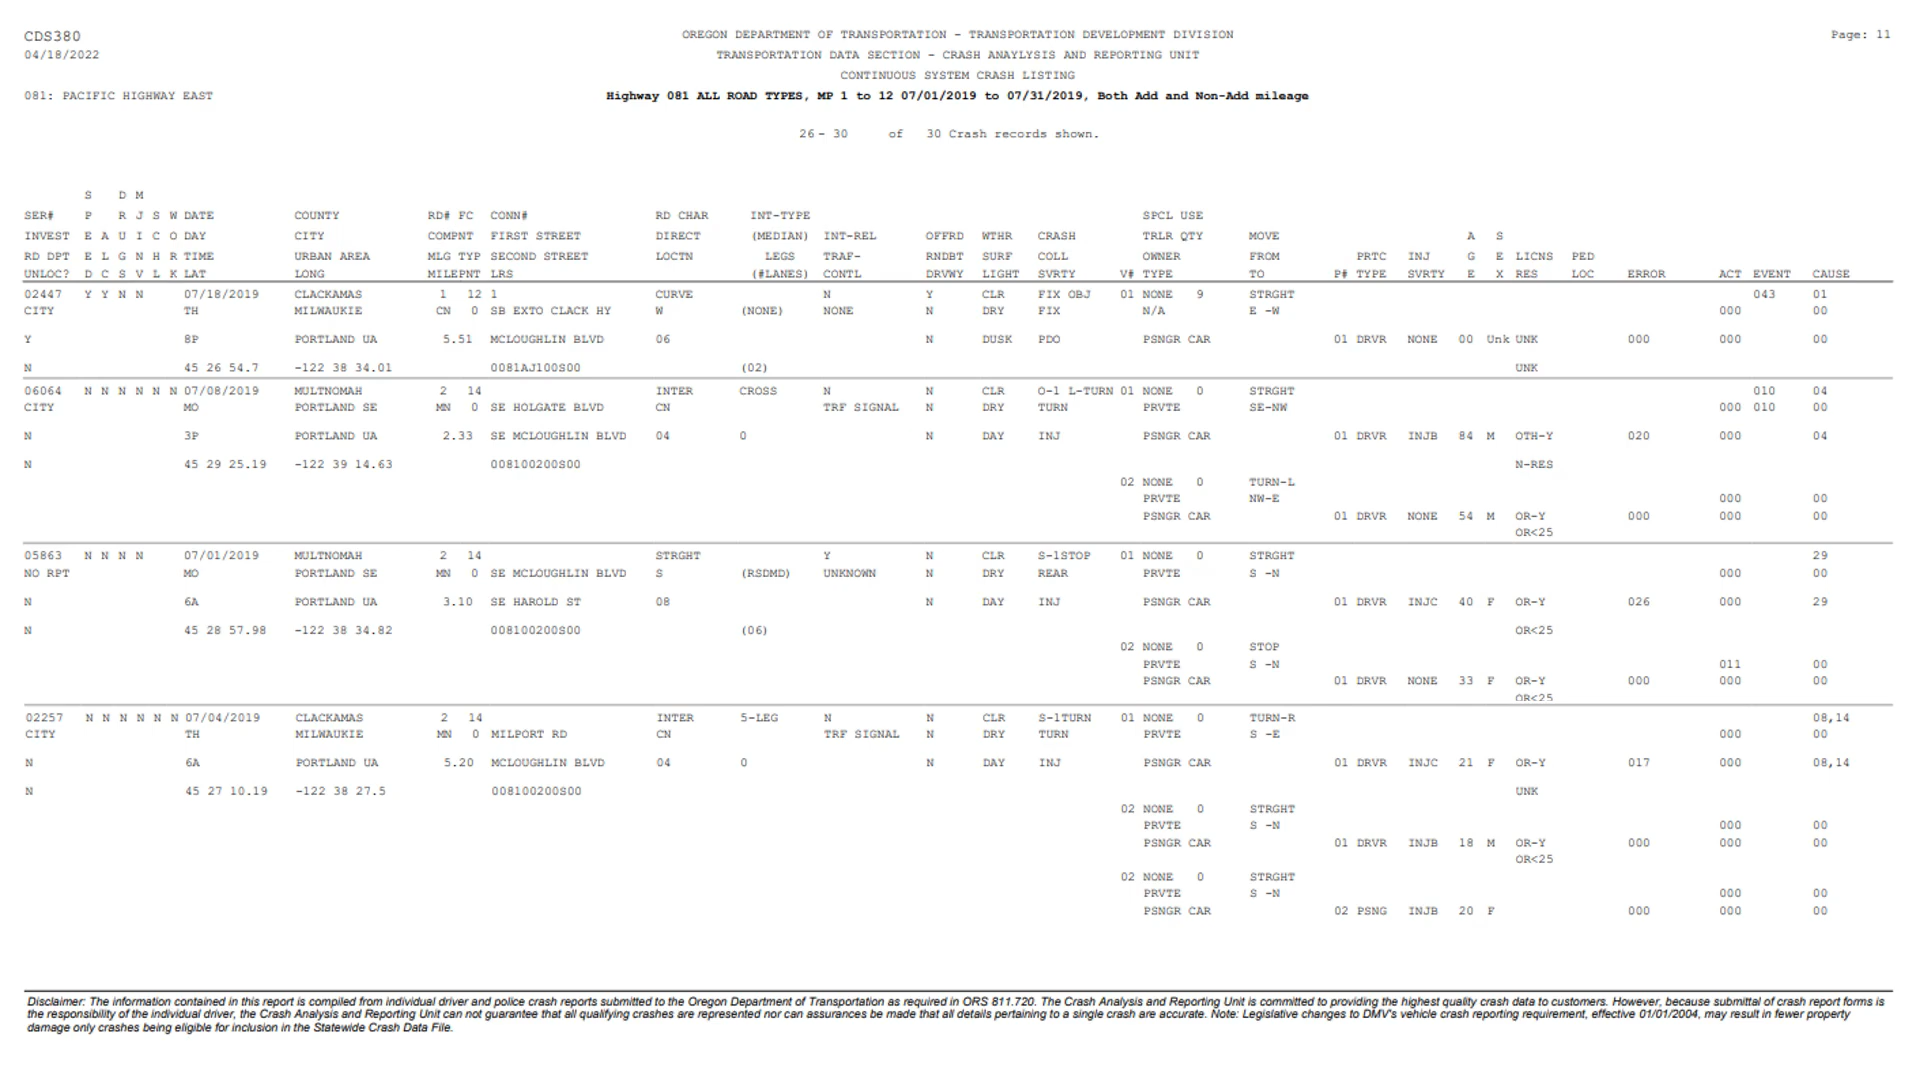 CDS380 OREGON DEPARTMENT OF TRANSPORTATION - TRANSPORTATION DEVELOPMENT DIVISION Page: 11
04/18/2022 TRANSPORTATION DATA SECTION - CRASH ANAYLYSIS AND REPORTING UNIT
CONTINUOUS SYSTEM CRASH LISTING
081: PACIFIC HIGHWAY EAST Highway 081 ALL ROAD TYPES, MP 1 to 12 07/01/2019 to 07/31/2019, Both Add and Non-Add mileage
26 - 30 of 30 Crash records shown.
S D M
SER# P R J S W DATE COUNTY RD# FC CONN# RD CHAR INT-TYPE SPCL USE
INVEST E A U I C O DAY CITY COMPNT FIRST STREET DIRECT (MEDIAN) INT-REL OFFRD WTHR CRASH TRLR QTY MOVE A S
RD DPT E L G N H R TIME URBAN AREA MLG TYP SECOND STREET LOCTN LEGS TRAF- RNDBT SURF COLL OWNER FROM PRTC INJ G E LICNS PED
UNLOC? D C S V L K LAT LONG MILEPNT LRS (#LANES) CONTL DRVWY LIGHT SVRTY V# TYPE TO P# TYPE SVRTY E X RES LOC ERROR ACT EVENT CAUSE
02447 Y Y N N 07/18/2019 CLACKAMAS 1 12 1 CURVE N Y CLR FIX OBJ 01 NONE 9 STRGHT 043 01
CITY TH MILWAUKIE CN 0 SB EXTO CLACK HY W (NONE) NONE N DRY FIX N/A E -W 000 00
Y 8P PORTLAND UA 5.51 MCLOUGHLIN BLVD 06 N DUSK PDO PSNGR CAR 01 DRVR NONE 00 Unk UNK 000 000 00
N 45 26 54.7 -122 38 34.01 0081AJ100S00 (02) UNK
06064 N N N N N N 07/08/2019 MULTNOMAH 2 14 INTER CROSS N N CLR O-1 L-TURN 01 NONE 0 STRGHT 010 04
CITY MO PORTLAND SE MN 0 SE HOLGATE BLVD CN TRF SIGNAL N DRY TURN PRVTE SE-NW 000 010 00
N 3P PORTLAND UA 2.33 SE MCLOUGHLIN BLVD 04 0 N DAY INJ PSNGR CAR 01 DRVR INJB 84 M OTH-Y 020 000 04
N 45 29 25.19 -122 39 14.63 008100200S00 N-RES
02 NONE 0 TURN-L
PRVTE NW-E 000 00
PSNGR CAR 01 DRVR NONE 54 M OR-Y 000 000 00
OR<25
05863 N N N N 07/01/2019 MULTNOMAH 2 14 STRGHT Y N CLR S-1STOP 01 NONE 0 STRGHT 29
NO RPT MO PORTLAND SE MN 0 SE MCLOUGHLIN BLVD S (RSDMD) UNKNOWN N DRY REAR PRVTE S -N 000 00
N 6A PORTLAND UA 3.10 SE HAROLD ST 08 N DAY INJ PSNGR CAR 01 DRVR INJC 40 F OR-Y 026 000 29
N 45 28 57.98 -122 38 34.82 008100200S00 (06) OR<25
02 NONE 0 STOP
PRVTE S -N 011 00
PSNGR CAR 01 DRVR NONE 33 F OR-Y 000 000 00
OR<25
02257 N N N N N N 07/04/2019 CLACKAMAS 2 14 INTER 5-LEG N N CLR S-1TURN 01 NONE 0 TURN-R 08,14
CITY TH MILWAUKIE MN 0 MILPORT RD CN TRF SIGNAL N DRY TURN PRVTE S -E 000 00
N 6A PORTLAND UA 5.20 MCLOUGHLIN BLVD 04 0 N DAY INJ PSNGR CAR 01 DRVR INJC 21 F OR-Y 017 000 08,14
N 45 27 10.19 -122 38 27.5 008100200S00 UNK
02 NONE 0 STRGHT
PRVTE S -N 000 00
PSNGR CAR 01 DRVR INJB 18 M OR-Y 000 000 00
OR<25
02 NONE 0 STRGHT
PRVTE S -N 000 00
PSNGR CAR 02 PSNG INJB 20 F 000 000 00
Disclaimer: The information contained in this report is compiled from individual driver and police crash reports submitted to the Oregon Department of Transportation as required in ORS 811.720. The Crash Analysis and Reporting Unit is committed to providing the highest quality crash data to customers. However, because submittal of crash report forms is
the responsibility of the individual driver, the Crash Analysis and Reporting Unit can not guarantee that all qualifying crashes are represented nor can assurances be made that all details pertaining to a single crash are accurate. Note: Legislative changes to DMV's vehicle crash reporting requirement, effective 01/01/2004, may result in fewer property
damage only crashes being eligible for inclusion in the Statewide Crash Data File.